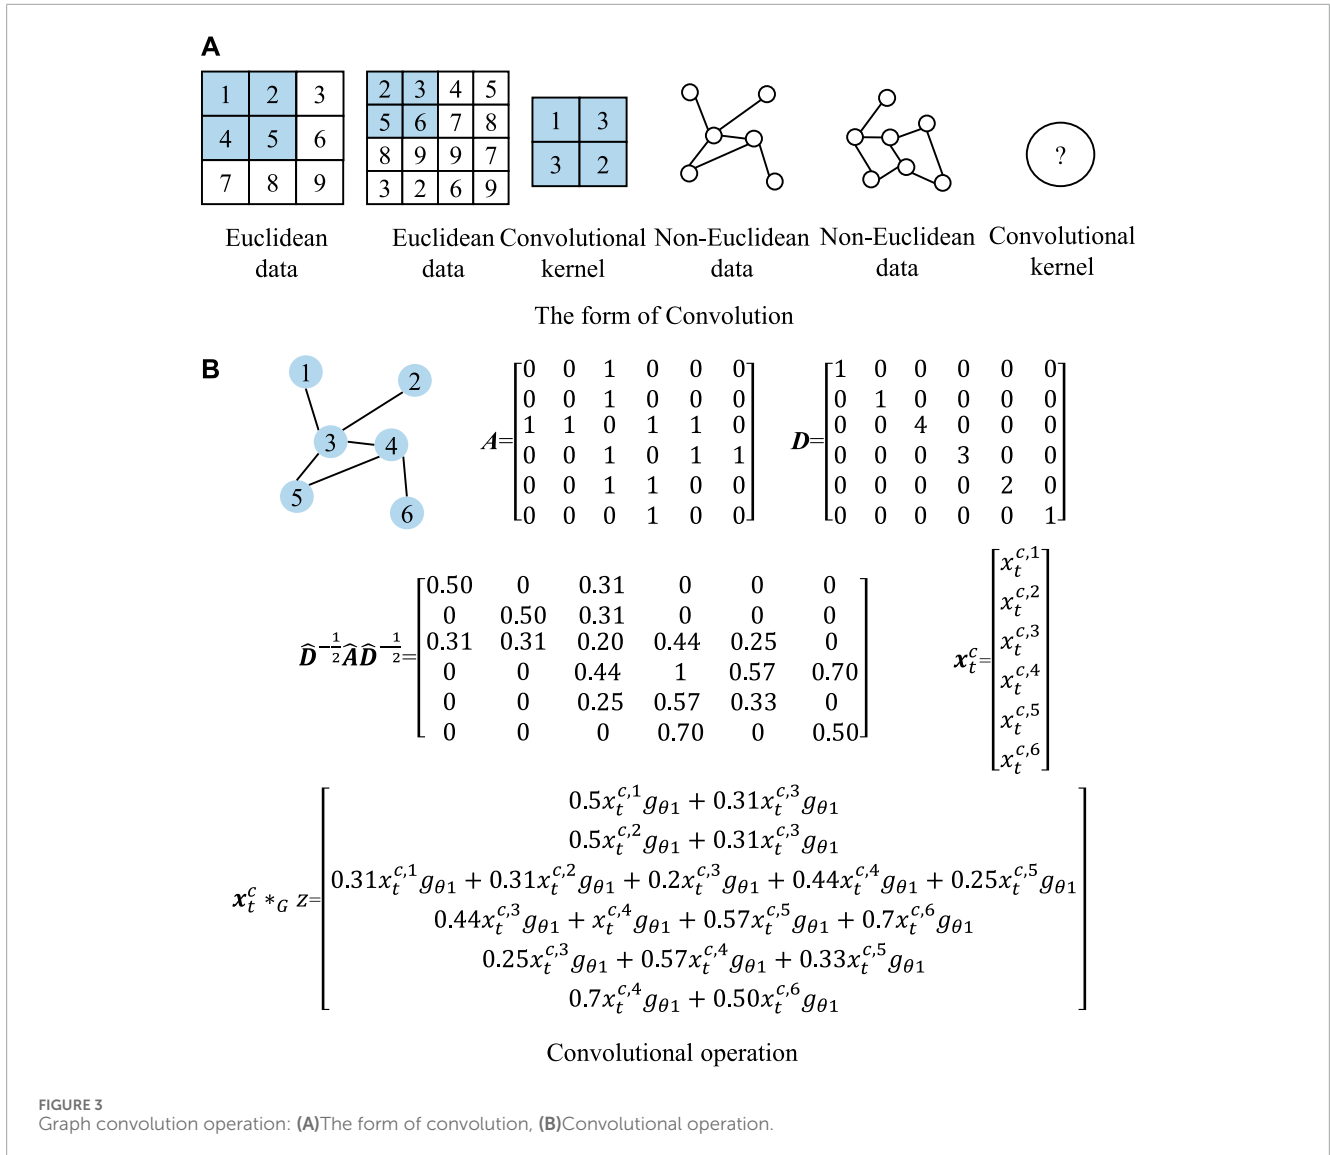 A
1 2 3
4 5 6
7 8 9
2 3 4 5
5 6 7 8
8 9 9 7
3 2 6 9
1 3
3 2
?
Euclidean
data
Euclidean
data
Convolutional
kernel
Non-Euclidean
data
Non-Euclidean
data
Convolutional
kernel
The form of Convolution
B
1
2
3
4
5
6
A=
0 0 1 0 0 0
0 0 1 0 0 0
1 1 0 1 1 0
0 0 1 0 1 1
0 0 1 1 0 0
0 0 0 1 0 0
D=
1 0 0 0 0 0
0 1 0 0 0 0
0 0 4 0 0 0
0 0 0 3 0 0
0 0 0 0 2 0
0 0 0 0 0 1
D̂^{-1/2}ÂD̂^{-1/2}=
0.50 0 0.31 0 0 0
0 0.50 0.31 0 0 0
0.31 0.31 0.20 0.44 0.25 0
0 0 0.44 1 0.57 0.70
0 0 0.25 0.57 0.33 0
0 0 0 0.70 0 0.50
x_t^c=
x_t^{c,1}
x_t^{c,2}
x_t^{c,3}
x_t^{c,4}
x_t^{c,5}
x_t^{c,6}
x_t^c *_G z=
0.5x_t^{c,1}g_{θ1} + 0.31x_t^{c,3}g_{θ1}
0.5x_t^{c,2}g_{θ1} + 0.31x_t^{c,3}g_{θ1}
0.31x_t^{c,1}g_{θ1} + 0.31x_t^{c,2}g_{θ1} + 0.2x_t^{c,3}g_{θ1} + 0.44x_t^{c,4}g_{θ1} + 0.25x_t^{c,5}g_{θ1}
0.44x_t^{c,3}g_{θ1} + x_t^{c,4}g_{θ1} + 0.57x_t^{c,5}g_{θ1} + 0.7x_t^{c,6}g_{θ1}
0.25x_t^{c,3}g_{θ1} + 0.57x_t^{c,4}g_{θ1} + 0.33x_t^{c,5}g_{θ1}
0.7x_t^{c,4}g_{θ1} + 0.50x_t^{c,6}g_{θ1}
Convolutional operation
FIGURE 3
Graph convolution operation: (A)The form of convolution, (B)Convolutional operation.